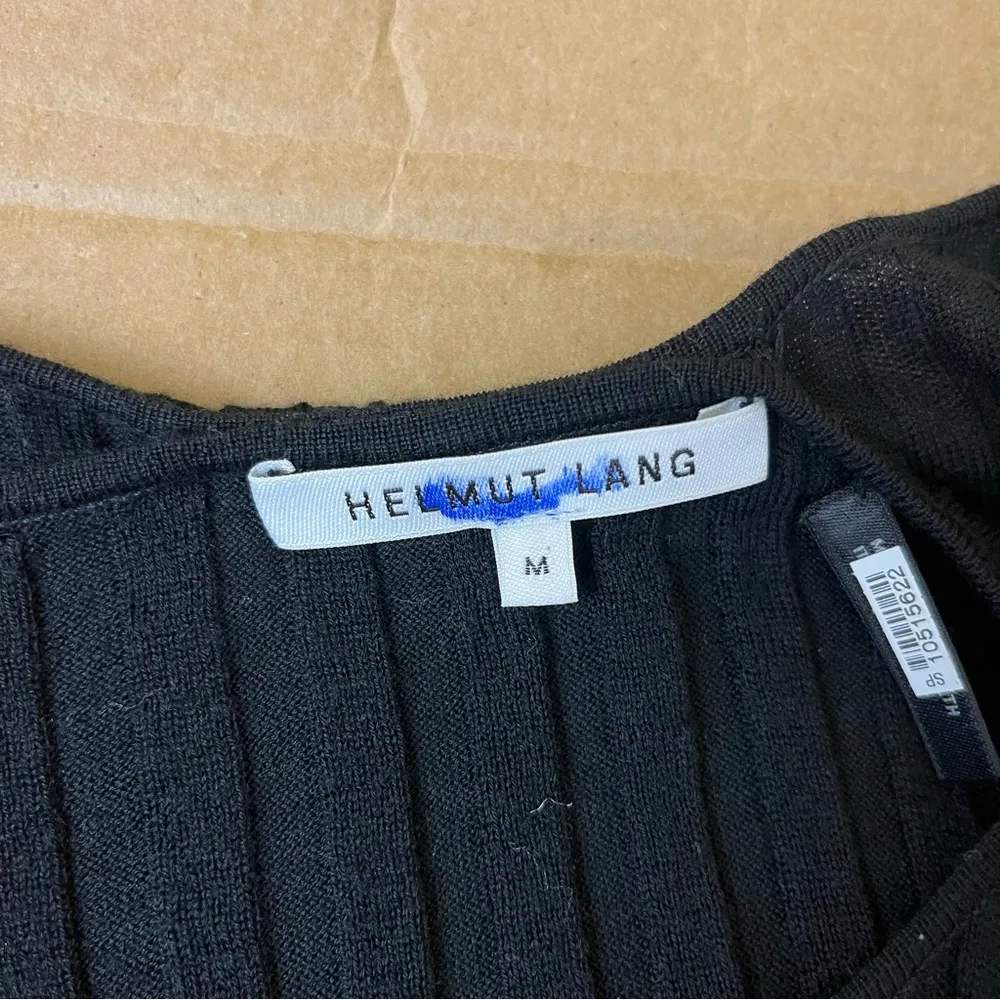 HELMUT LANG
M
SP 10515622